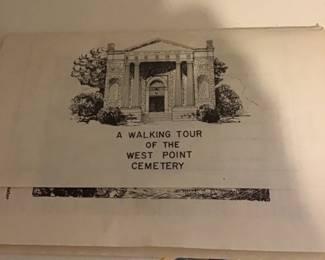 A WALKING TOUR
OF THE
WEST POINT
CEMETERY